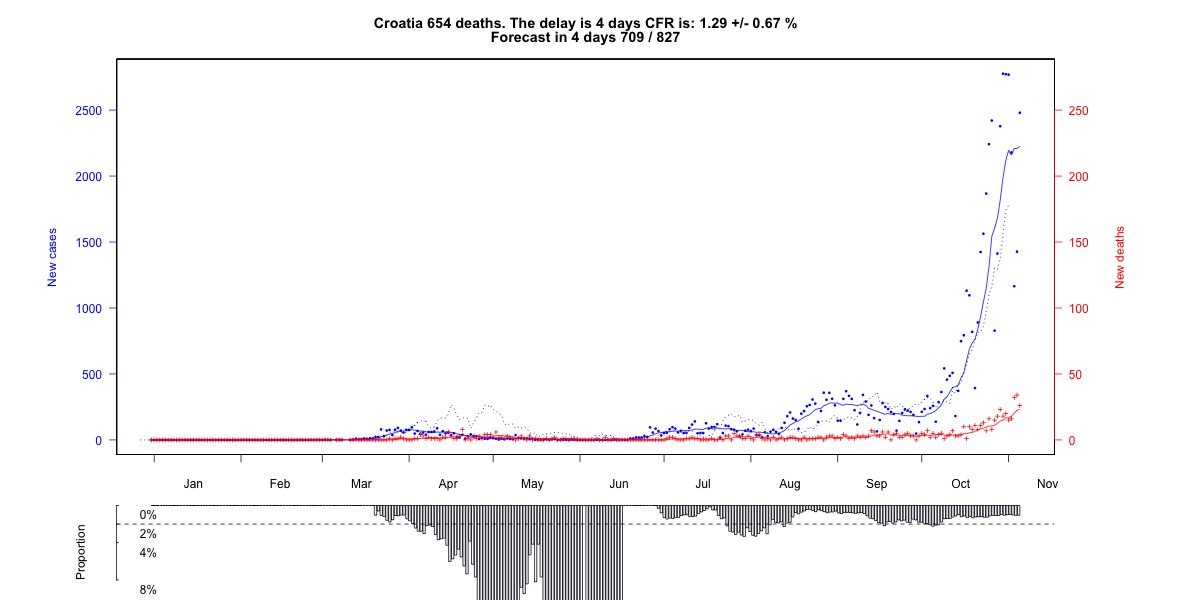 Croatia 654 deaths. The delay is 4 days CFR is: 1.29 +/- 0.67 %
Forecast in 4 days 709 / 827
2500
2000
1500
1000
500
0
New cases
250
200
150
100
50
0
New deaths
Jan Feb Mar Apr May Jun Jul Aug Sep Oct Nov
Proportion
0%
2%
4%
8%